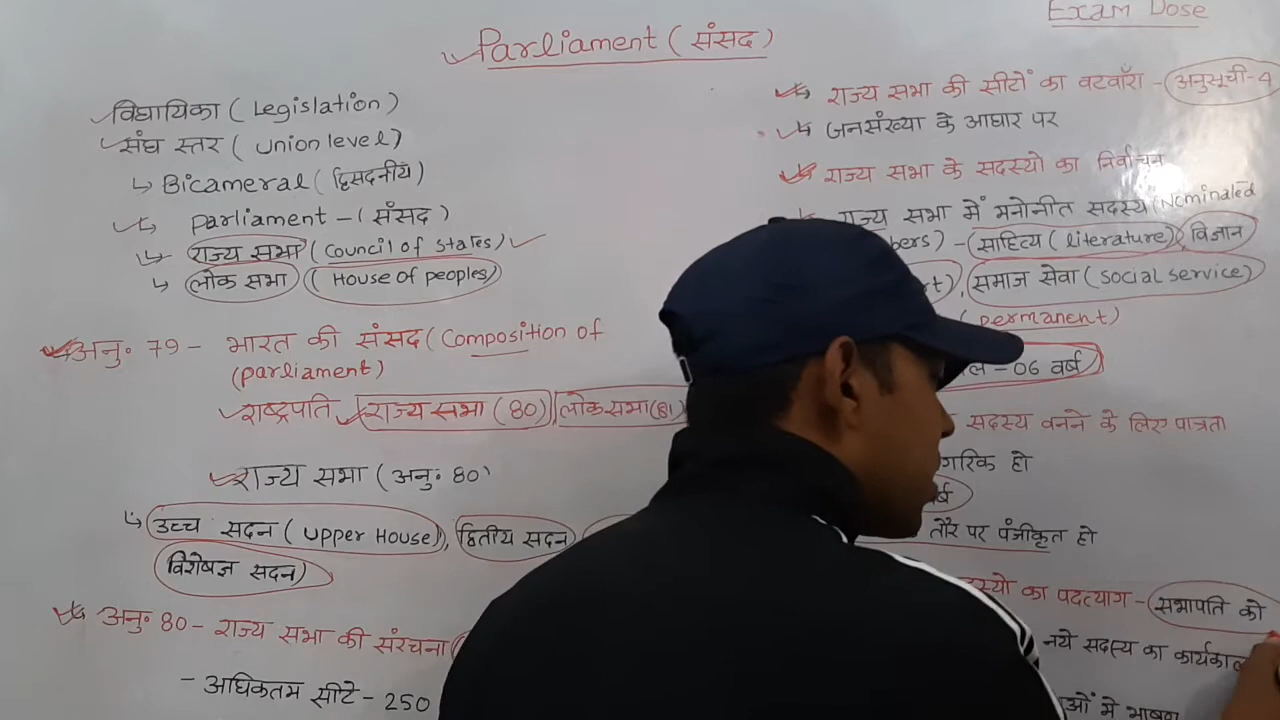 Exam Dose
Parliament (संसद)
विधायिका (Legislation)
संघ स्तर (union level)
Bicameral (द्विसदनीय)
parliament - (संसद)
राज्य सभा (Council of states)
लोक सभा (House of peoples)
अनु॰ 79 - भारत की संसद (Composition of
(parliament)
राष्ट्रपति राज्य सभा (80) लोकसभा (81)
राज्य सभा (अनु॰ 80)
उच्च सदन (Upper House), द्वितीय सदन
विशेषज्ञ सदन)
अनु॰ 80 - राज्य सभा की संरचना (
- अधिकतम सीटे - 250
राज्य सभा की सीटों का वटवाराँ - अनुसूची-4
जनसंख्या के आधार पर
राज्य सभा के सदस्यो का निर्वाचन
राज्य सभा में मनोनीत सदस्य (Nominated
bers) - साहित्य (literature), विज्ञान
rt), समाज सेवा (social service)
(permanent)
ल - 06 वर्ष)
सदस्य वनने के लिए पात्रता
गरिक हो
र्ष
तौर पर पंजीकृत हो
दस्यो का पदत्याग - सभापति को
नये सदस्य का कार्यकाल
ओं मे भाषण